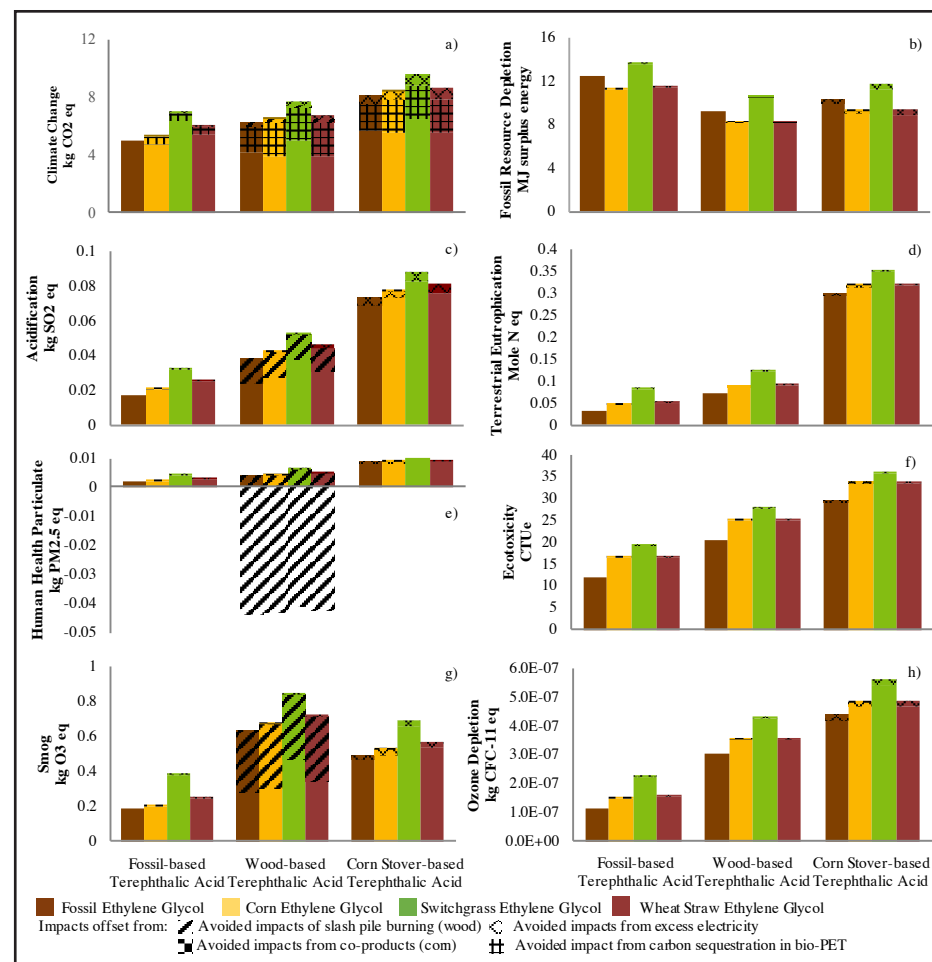 a)
12
8
4
0
Climate Change
kg CO2 eq
b)
16
12
8
4
0
Fossil Resource Depletion
MJ surplus energy
c)
0.1
0.08
0.06
0.04
0.02
0
Acidification
kg SO2 eq
d)
0.4
0.35
0.3
0.25
0.2
0.15
0.1
0.05
0
Terrestrial Eutrophication
Mole N eq
e)
0.01
0
-0.01
-0.02
-0.03
-0.04
-0.05
Human Health Particulate
kg PM2.5 eq
f)
40
35
30
25
20
15
10
5
0
Ecotoxicity
CTUe
g)
1
0.8
0.6
0.4
0.2
0
Smog
kg O3 eq
h)
6.0E-07
5.0E-07
4.0E-07
3.0E-07
2.0E-07
1.0E-07
0.0E+00
Ozone Depletion
kg CFC-11 eq
Fossil-based Wood-based Corn Stover-based
Terephthalic Acid Terephthalic Acid Terephthalic Acid
Fossil-based Wood-based Corn Stover-based
Terephthalic Acid Terephthalic Acid Terephthalic Acid
Fossil Ethylene Glycol Corn Ethylene Glycol Switchgrass Ethylene Glycol Wheat Straw Ethylene Glycol
Impacts offset from: Avoided impacts of slash pile burning (wood) Avoided impacts from excess electricity
Avoided impacts from co-products (corn) Avoided impact from carbon sequestration in bio-PET